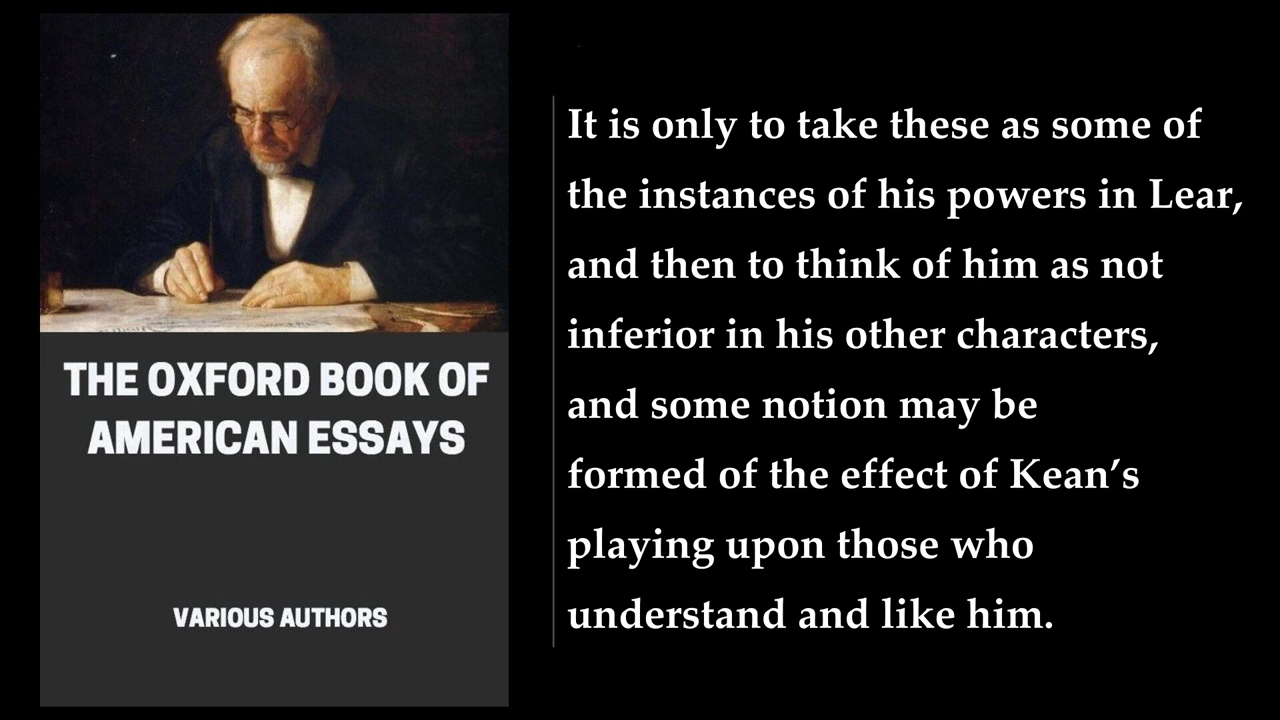 THE OXFORD BOOK OF
AMERICAN ESSAYS
VARIOUS AUTHORS
It is only to take these as some of
the instances of his powers in Lear,
and then to think of him as not
inferior in his other characters,
and some notion may be
formed of the effect of Kean’s
playing upon those who
understand and like him.